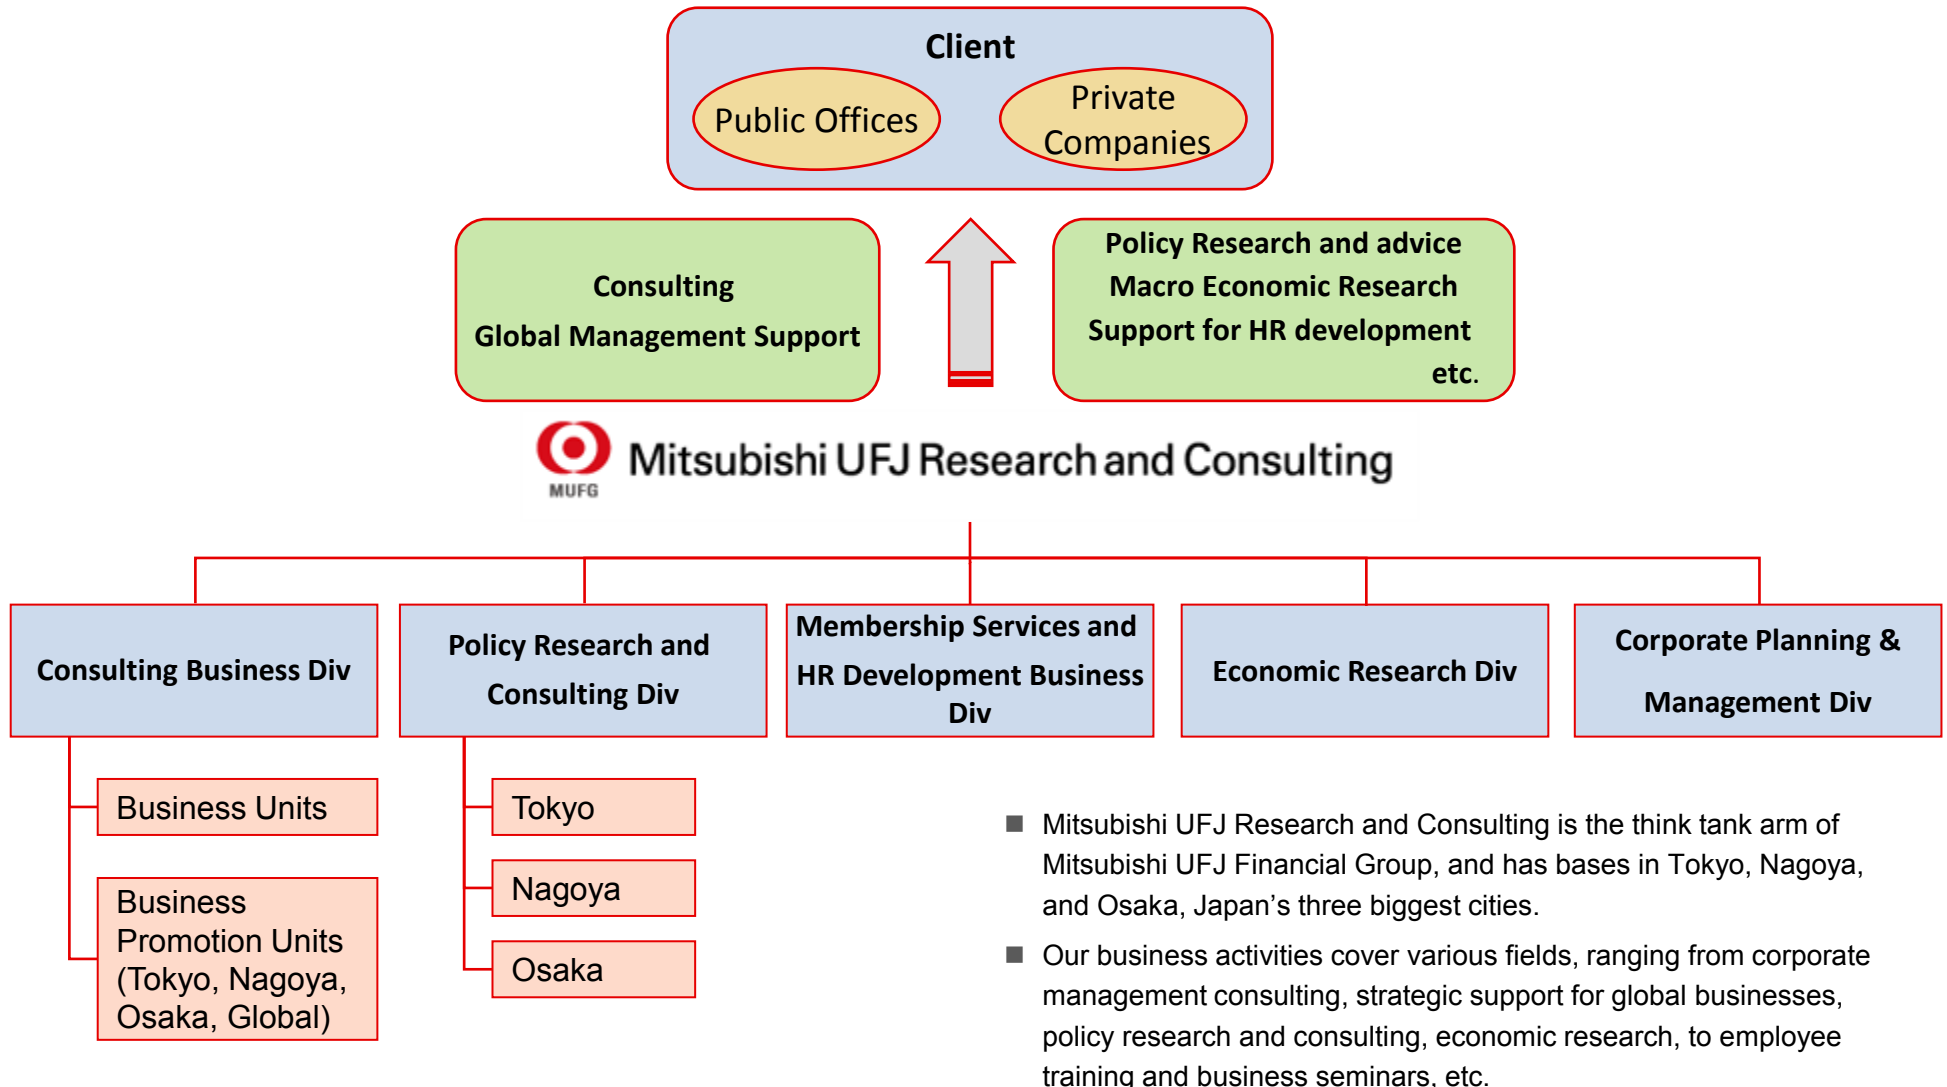 Client
Public Offices
Private
Companies
Consulting
Global Management Support
Policy Research and advice
Macro Economic Research
Support for HR development
etc.
MUFG
Mitsubishi UFJ Research and Consulting
Consulting Business Div
Policy Research and
Consulting Div
Membership Services and
HR Development Business
Div
Economic Research Div
Corporate Planning &
Management Div
Business Units
Business
Promotion Units
(Tokyo, Nagoya,
Osaka, Global)
Tokyo
Nagoya
Osaka
Mitsubishi UFJ Research and Consulting is the think tank arm of
Mitsubishi UFJ Financial Group, and has bases in Tokyo, Nagoya,
and Osaka, Japan’s three biggest cities.
Our business activities cover various fields, ranging from corporate
management consulting, strategic support for global businesses,
policy research and consulting, economic research, to employee
training and business seminars, etc.